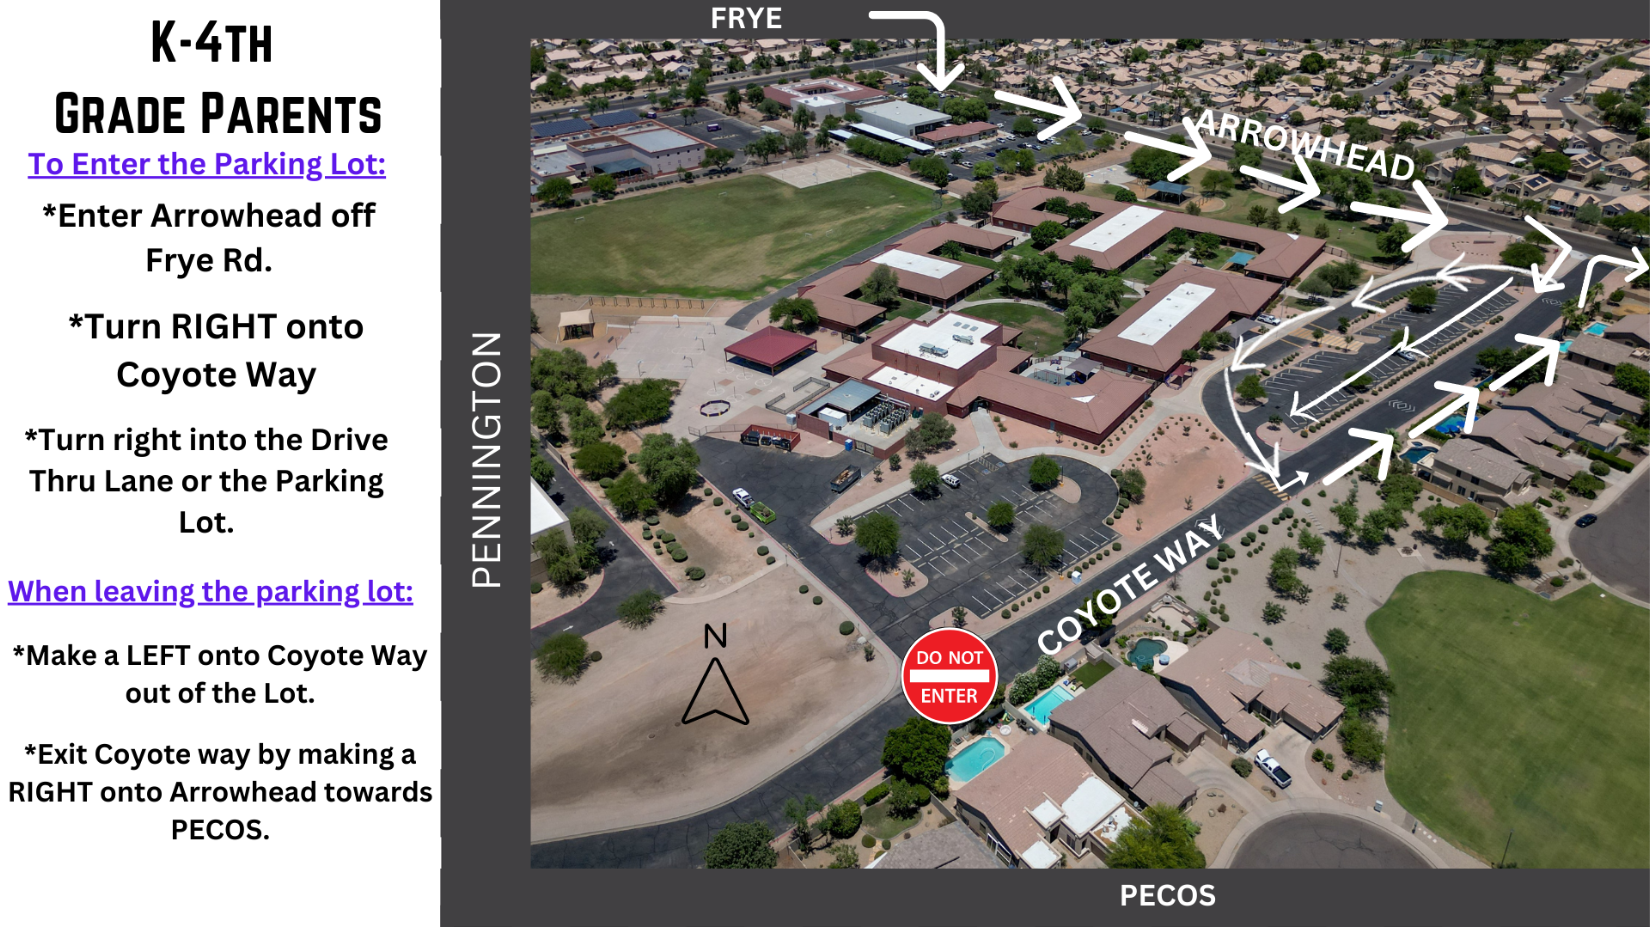 K-4TH
GRADE PARENTS
To Enter the Parking Lot:
*Enter Arrowhead off
Frye Rd.
*Turn RIGHT onto
Coyote Way
*Turn right into the Drive
Thru Lane or the Parking
Lot.
When leaving the parking lot:
*Make a LEFT onto Coyote Way
out of the Lot.
*Exit Coyote way by making a
RIGHT onto Arrowhead towards
PECOS.
FRYE
ARROWHEAD
PENNINGTON
COYOTE WAY
N
DO NOT
ENTER
PECOS